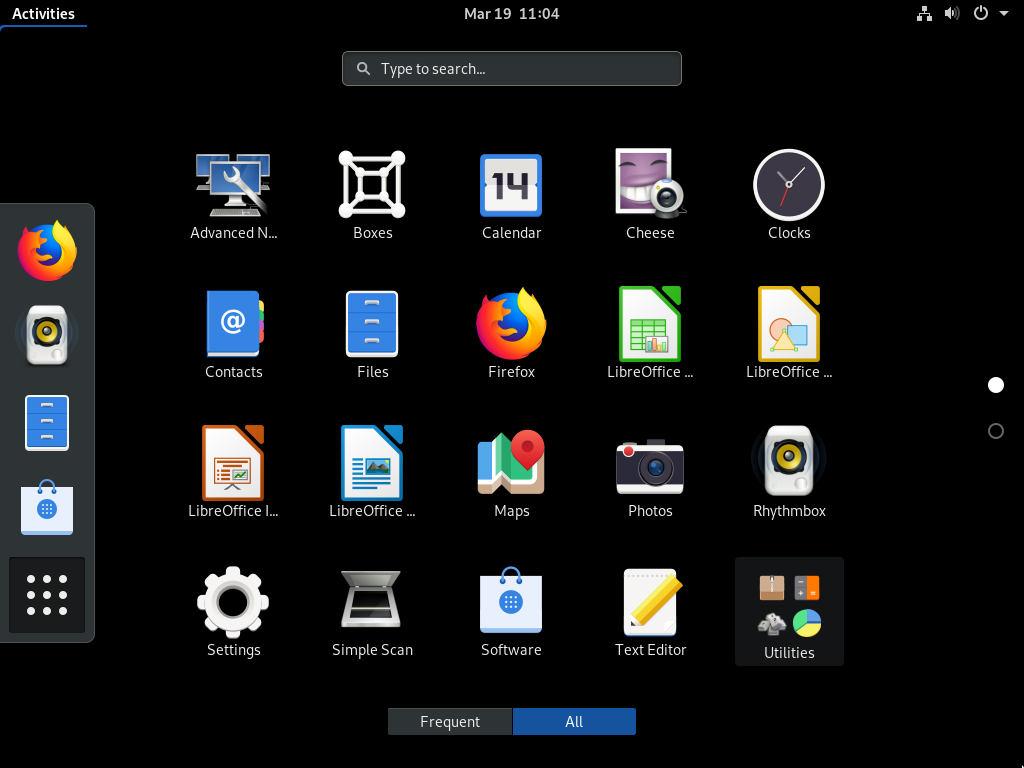 Activities
Mar 19 11:04
Type to search...
Advanced N...
Boxes
14
Calendar
Cheese
Clocks
@
Contacts
Files
Firefox
LibreOffice ...
LibreOffice ...
LibreOffice I...
LibreOffice ...
Maps
Photos
Rhythmbox
Settings
Simple Scan
Software
Text Editor
Utilities
Frequent
All